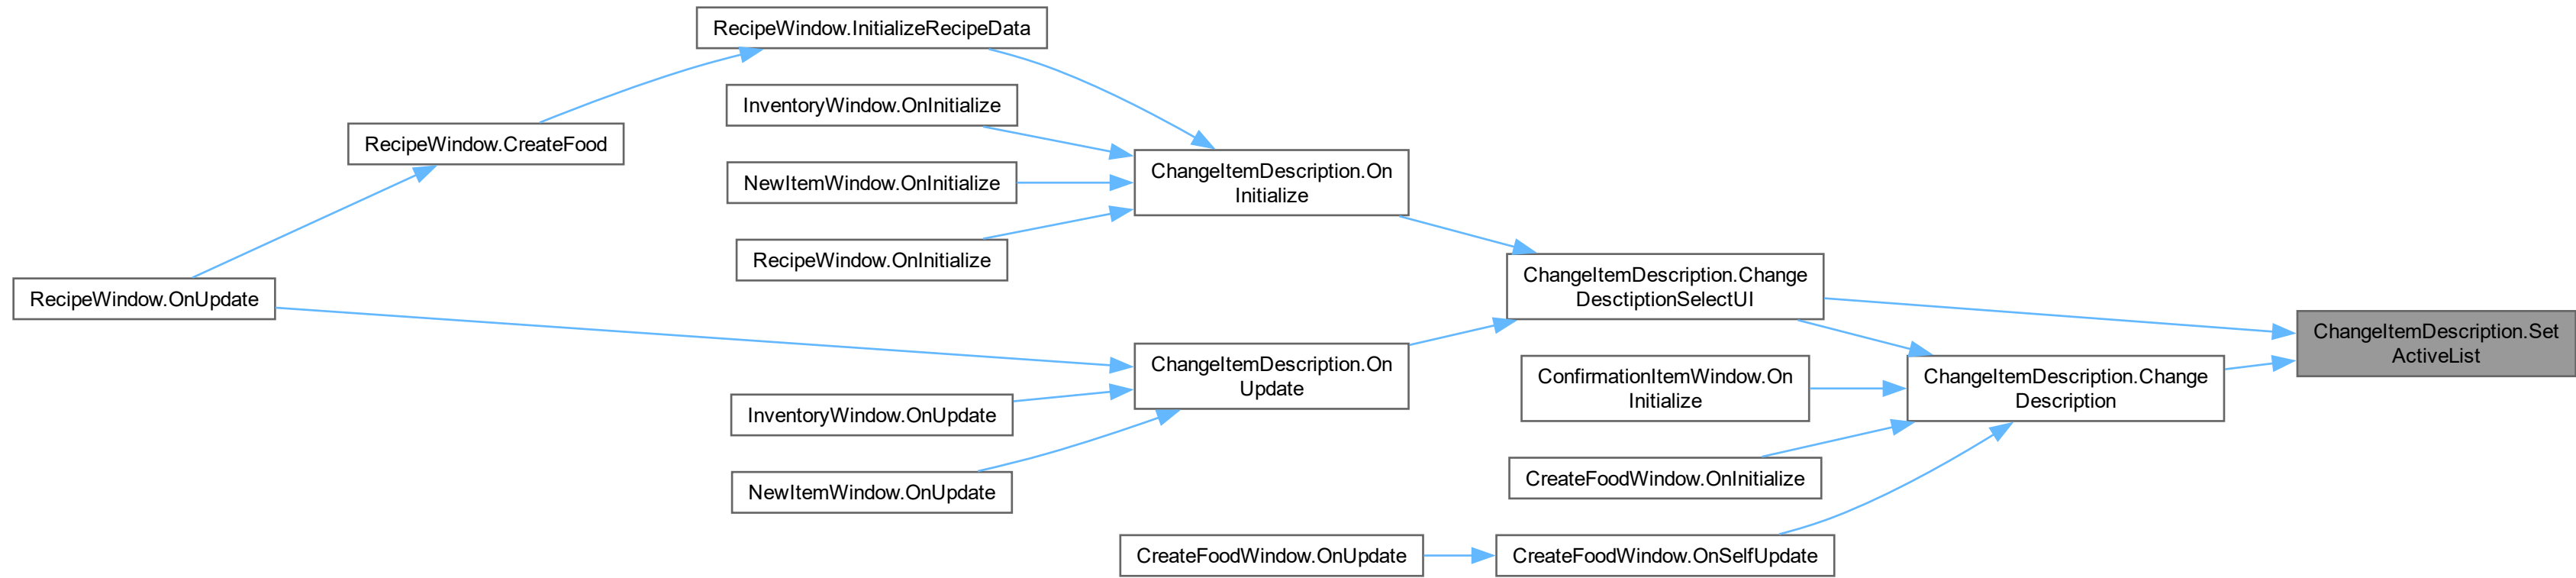 RecipeWindow.InitializeRecipeData
InventoryWindow.OnInitialize
RecipeWindow.CreateFood
ChangeItemDescription.On
Initialize
NewItemWindow.OnInitialize
RecipeWindow.OnInitialize
ChangeItemDescription.Change
DesctiptionSelectUI
RecipeWindow.OnUpdate
ChangeItemDescription.Set
ActiveList
ChangeItemDescription.On
Update
ConfirmationItemWindow.On
Initialize
ChangeItemDescription.Change
Description
InventoryWindow.OnUpdate
CreateFoodWindow.OnInitialize
NewItemWindow.OnUpdate
CreateFoodWindow.OnUpdate
CreateFoodWindow.OnSelfUpdate